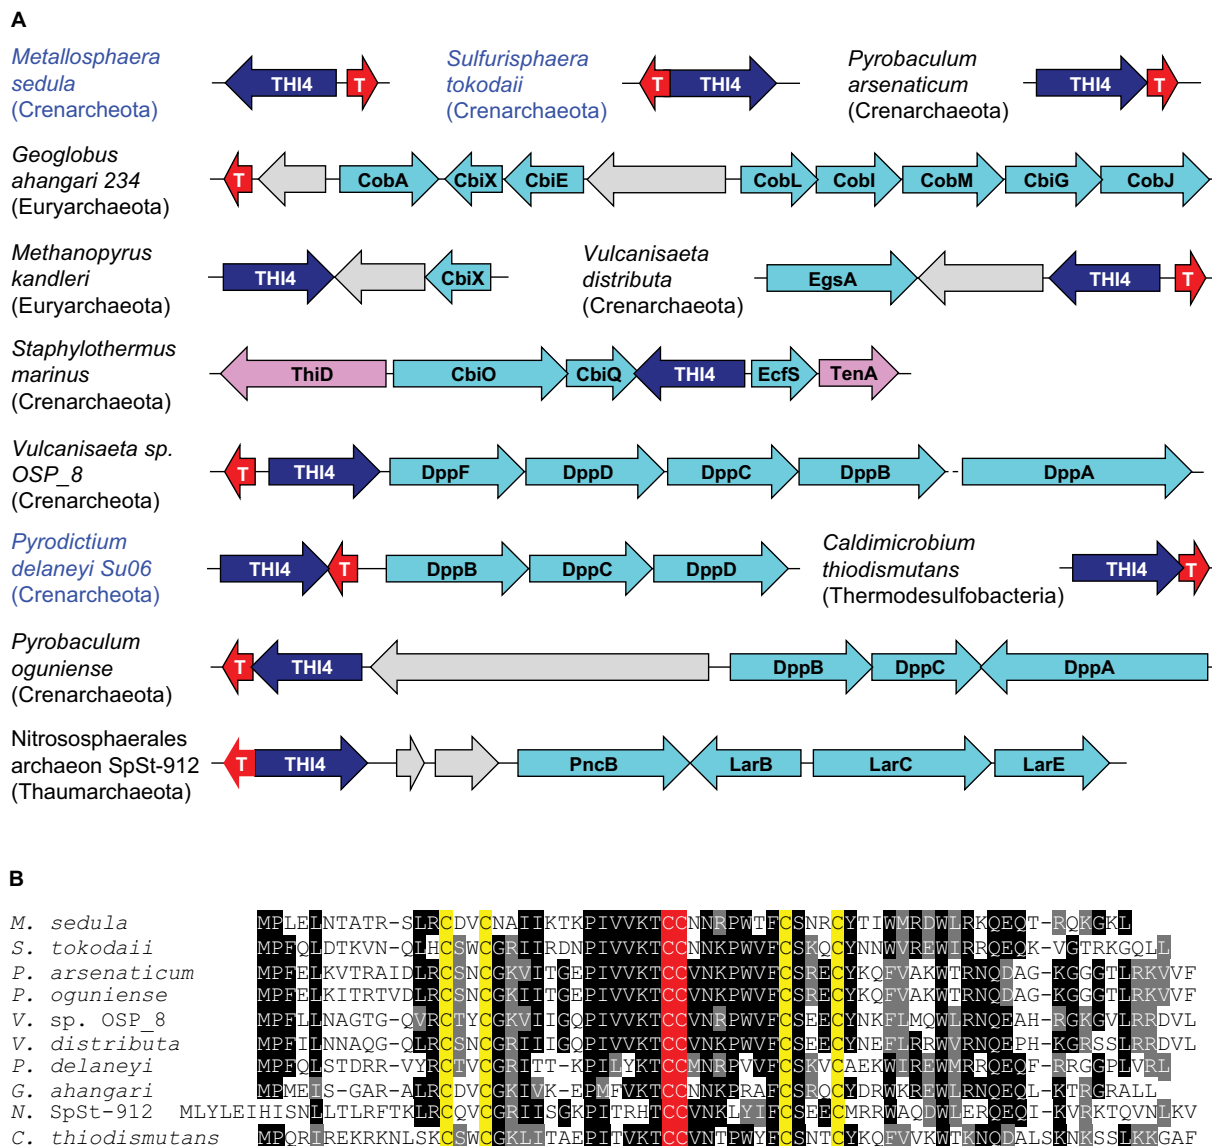 A
Metallosphaera sedula (Crenarcheota)
THI4 T
Sulfurisphaera tokodaii (Crenarchaeota)
T THI4
Pyrobaculum arsenaticum (Crenarchaeota)
THI4 T
Geoglobus ahangari 234 (Euryarchaeota)
T CobA CbiX CbiE CobL CobI CobM CbiG CobJ
Methanopyrus kandleri (Euryarchaeota)
THI4 CbiX
Vulcanisaeta distributa (Crenarchaeota)
EgsA THI4 T
Staphylothermus marinus (Crenarchaeota)
ThiD CbiO CbiQ THI4 EcfS TenA
Vulcanisaeta sp. OSP_8 (Crenarcheota)
T THI4 DppF DppD DppC DppB DppA
Pyrodictium delaneyi Su06 (Crenarcheota)
THI4 T DppB DppC DppD
Caldimicrobium thiodismutans (Thermodesulfobacteria)
THI4 T
Pyrobaculum oguniense (Crenarchaeota)
T THI4 DppB DppC DppA
Nitrososphaerales archaeon SpSt-912 (Thaumarchaeota)
T THI4 PncB LarB LarC LarE
B
M. sedula MPLELNTATR-SLRCDVCNAIIKTKPIVVKTCCNNRPWTFCSNRCYTIWMRDWLRKQEQT-RQKGKL
S. tokodaii MPFQLDTKVN-QLHCSWCGRIIRDNPIVVKTCCNNKPWVFCSKQCYNNWVREWIRRQEQK-VGTRKGQLL
P. arsenaticum MPFELKVTRAIDLRCSNCGKVITGEPIVVKTCCVNKPWVFCSRECYKQFVAKWTRNQDAG-KGGGTLRKVVF
P. oguniense MPFELKITRTVDLRCSNCGKIITGEPIVVKTCCVNKPWVFCSREČYKQFVAKWTRNQDAG-KGGGTLRKVVF
V. sp. OSP_8 MPFLLNAGTG-QVRCTYCGKVIIGQPIVVKTCCVNRPWVFCSEECYNKFLMQWLRNQEAH-RGKGVLRRDVL
V. distributa MPFILNNAQG-QLRCSNCGRIIIGQPIVVKTCCVNKPWVFCSEECYNEFLRRWVRNQEPH-KGRSSLRRDVL
P. delaneyi MPFQLSTDRR-VYRCTVCGRITT-KPILYKTCCMNRPVVFCSKVCAEKWIREWMRRQEQF-RRGGPLVRL
G. ahangari MPMEIS-GAR-ALRCDVCGKIVK-EPMFVKTCCNNKPRAFCSRQCYDRWKREWLRNQEQL-KTRGRALL
N. SpSt-912 MLYLEIHISNLLTLRFTKLRCQVCGRIISGKPITRHTCCVNKLYIFCSEECMRRWAQDWLERQEQI-KVRKTQVNLKV
C. thiodismutans MPQRIREKRKNLSKCSWCGKLITAEPITVKTCCVNTPWYFCSNTCYKQFVVKWTKNQDALSKNKSSLKKGAF